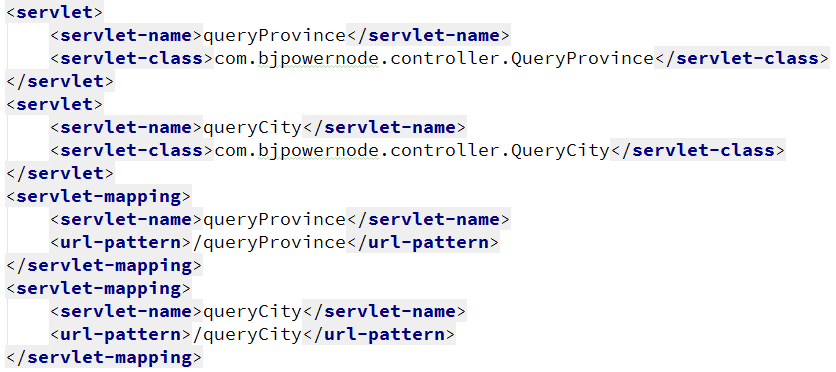 <servlet>
    <servlet-name>queryProvince</servlet-name>
    <servlet-class>com.bjpowernode.controller.QueryProvince</servlet-class>
</servlet>
<servlet>
    <servlet-name>queryCity</servlet-name>
    <servlet-class>com.bjpowernode.controller.QueryCity</servlet-class>
</servlet>
<servlet-mapping>
    <servlet-name>queryProvince</servlet-name>
    <url-pattern>/queryProvince</url-pattern>
</servlet-mapping>
<servlet-mapping>
    <servlet-name>queryCity</servlet-name>
    <url-pattern>/queryCity</url-pattern>
</servlet-mapping>